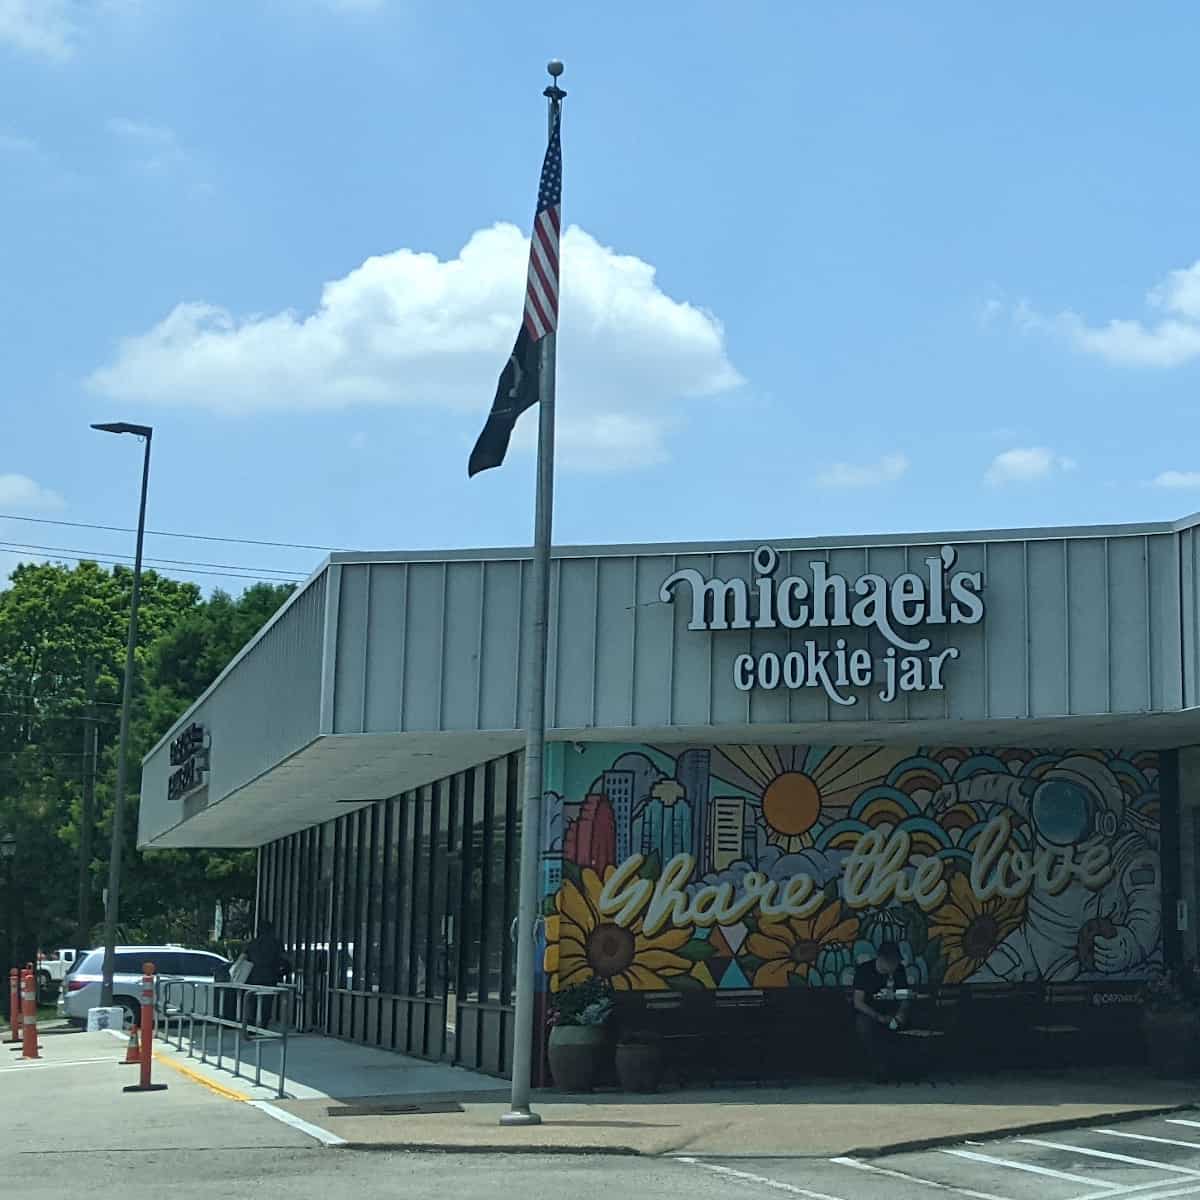 michael's
cookie jar
Share the love